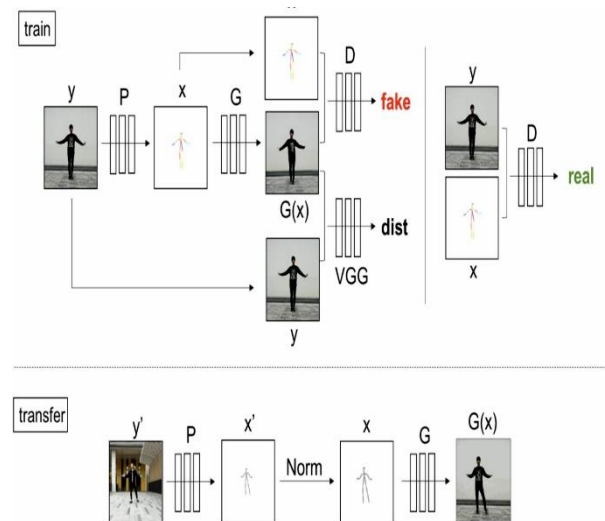 train
D
y
P
x
G
fake
y
D
real
G(x)
x
dist
VGG
y
transfer
y'
P
x'
Norm
x
G
G(x)